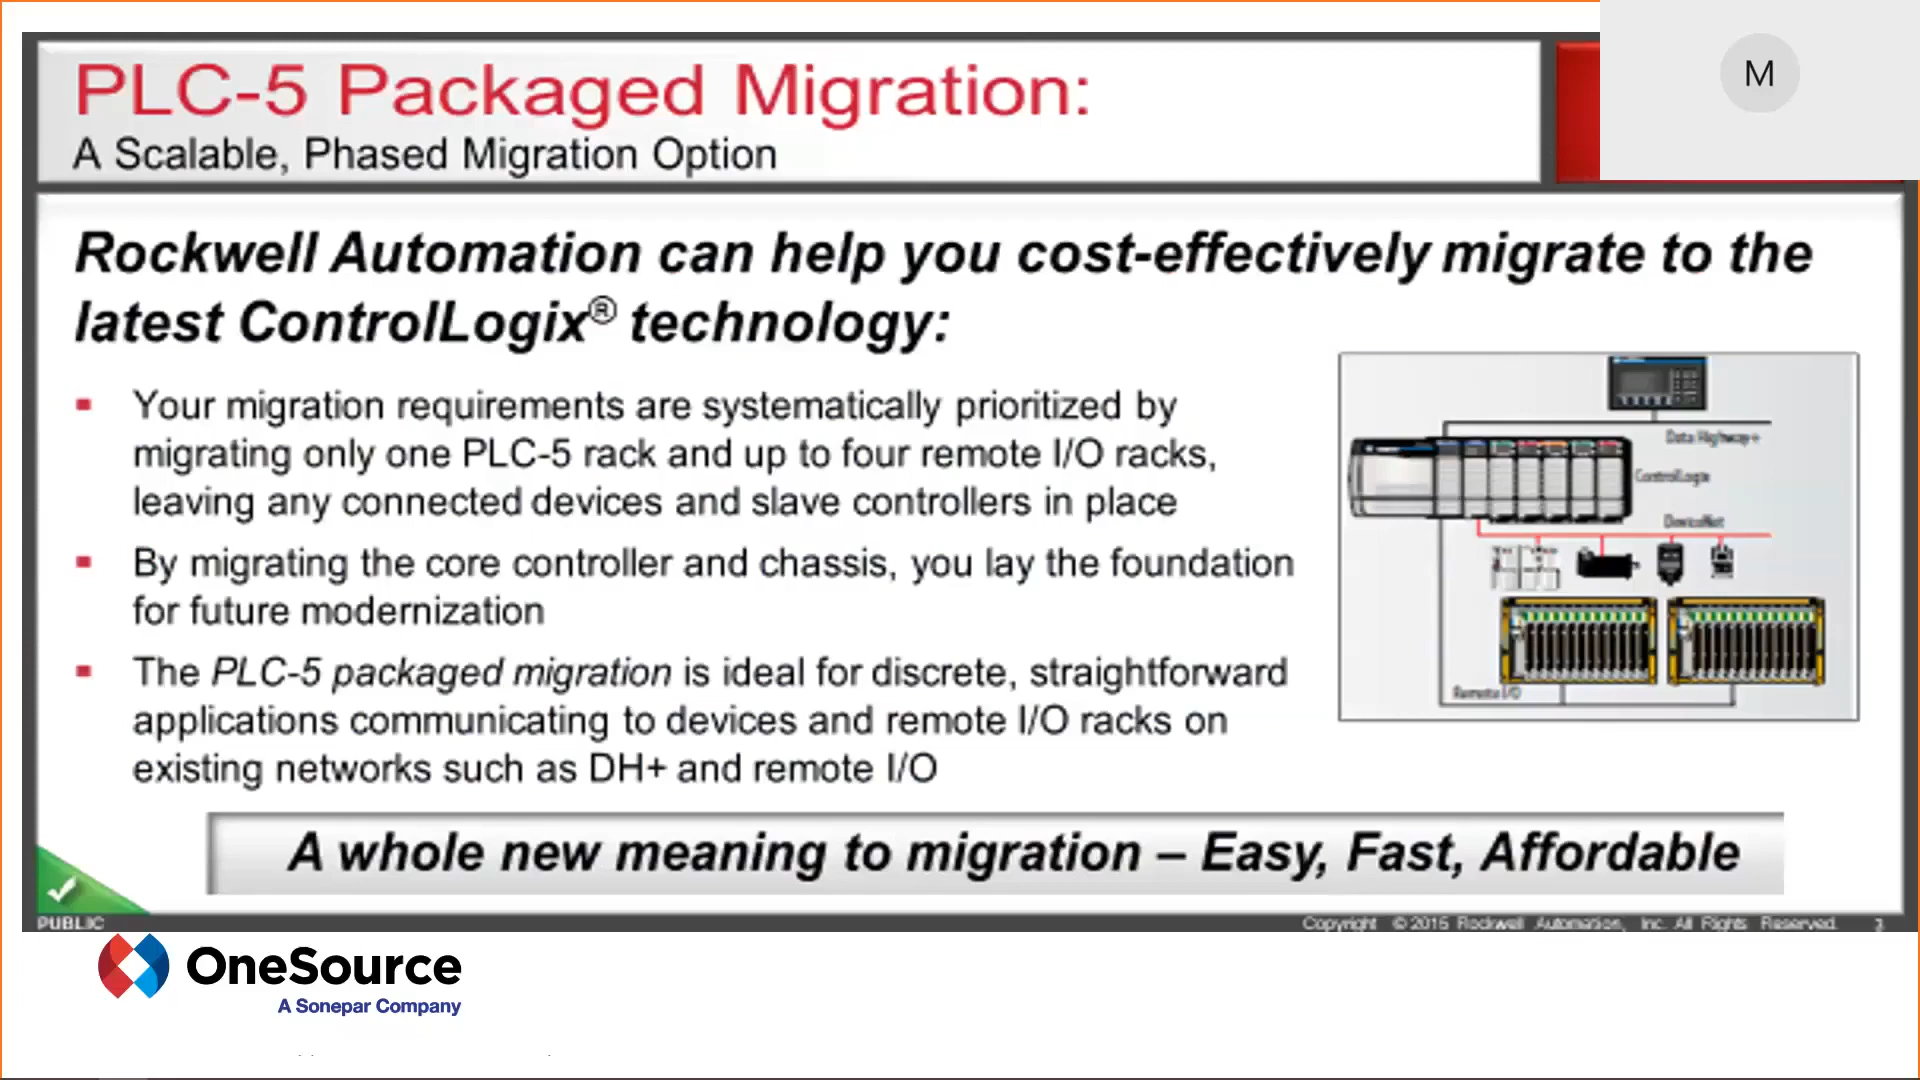 PLC-5 Packaged Migration:
A Scalable, Phased Migration Option
M
Rockwell Automation can help you cost-effectively migrate to the
latest ControlLogix® technology:
▪ Your migration requirements are systematically prioritized by
migrating only one PLC-5 rack and up to four remote I/O racks,
leaving any connected devices and slave controllers in place
▪ By migrating the core controller and chassis, you lay the foundation
for future modernization
▪ The PLC-5 packaged migration is ideal for discrete, straightforward
applications communicating to devices and remote I/O racks on
existing networks such as DH+ and remote I/O
Data Highway+
ControlLogix
DeviceNet
Remote I/O
A whole new meaning to migration – Easy, Fast, Affordable
PUBLIC
Copyright © 2015 Rockwell Automation, Inc. All Rights Reserved. 3
OneSource
A Sonepar Company